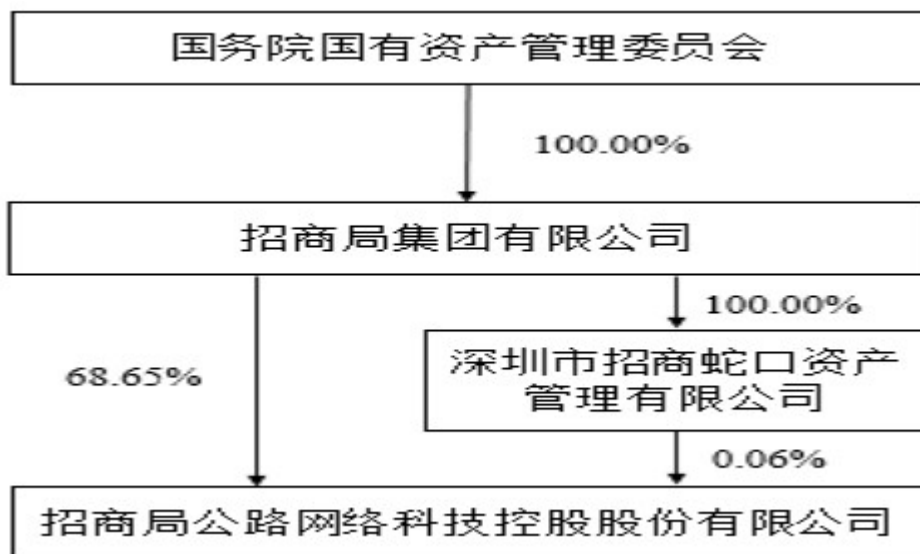 国务院国有资产管理委员会
100.00%
招商局集团有限公司
68.65%
100.00%
深圳市招商蛇口资产
管理有限公司
0.06%
招商局公路网络科技控股股份有限公司